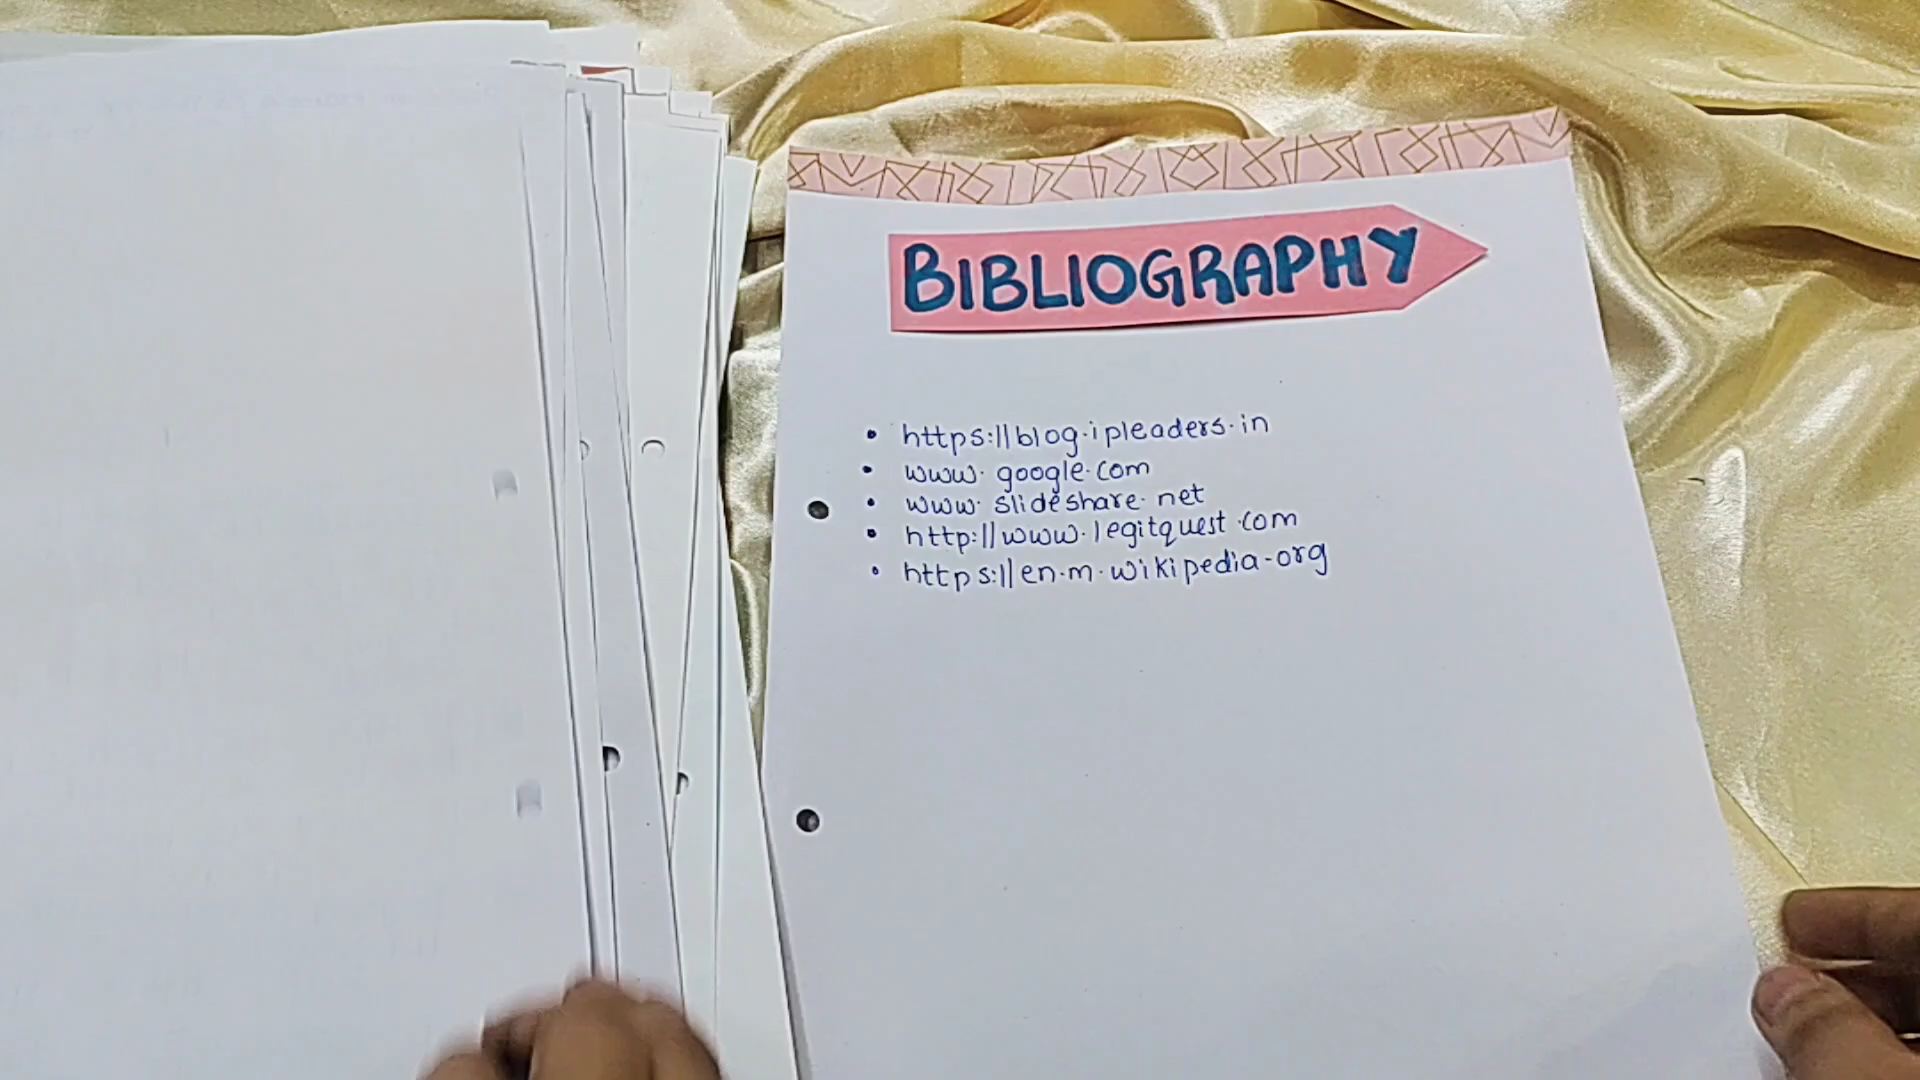 BIBLIOGRAPHY
• https://blog.ipleaders.in
• www.google.com
• www.slideshare.net
• http://www.legitquest.com
• https://en.m.wikipedia-org